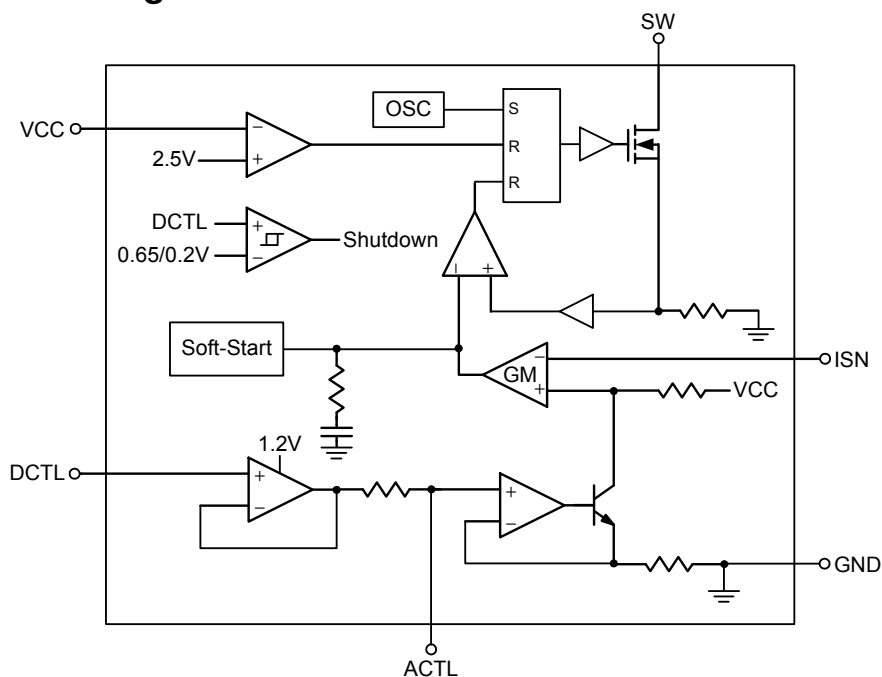 SW
OSC
S
VCC
R
2.5V
R
DCTL
Shutdown
0.65/0.2V
Soft-Start
GM
ISN
VCC
1.2V
DCTL
GND
ACTL